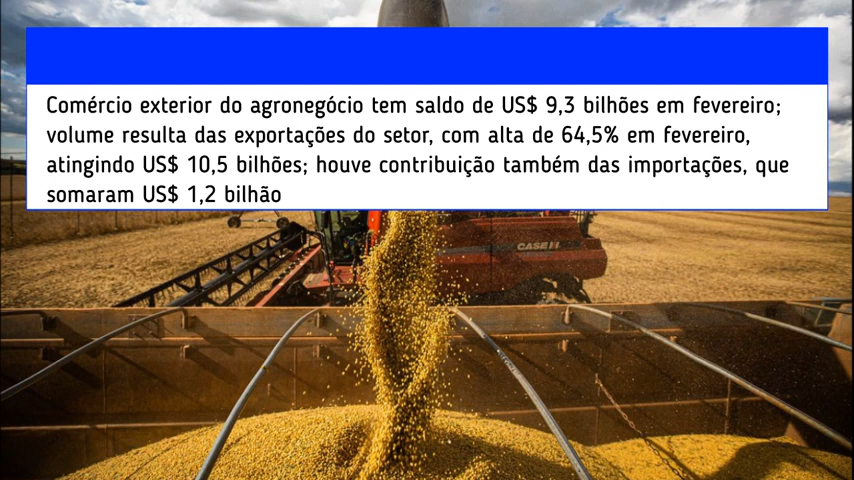 Comércio exterior do agronegócio tem saldo de US$ 9,3 bilhões em fevereiro;
volume resulta das exportações do setor, com alta de 64,5% em fevereiro,
atingindo US$ 10,5 bilhões; houve contribuição também das importações, que
somaram US$ 1,2 bilhão
CASE IH